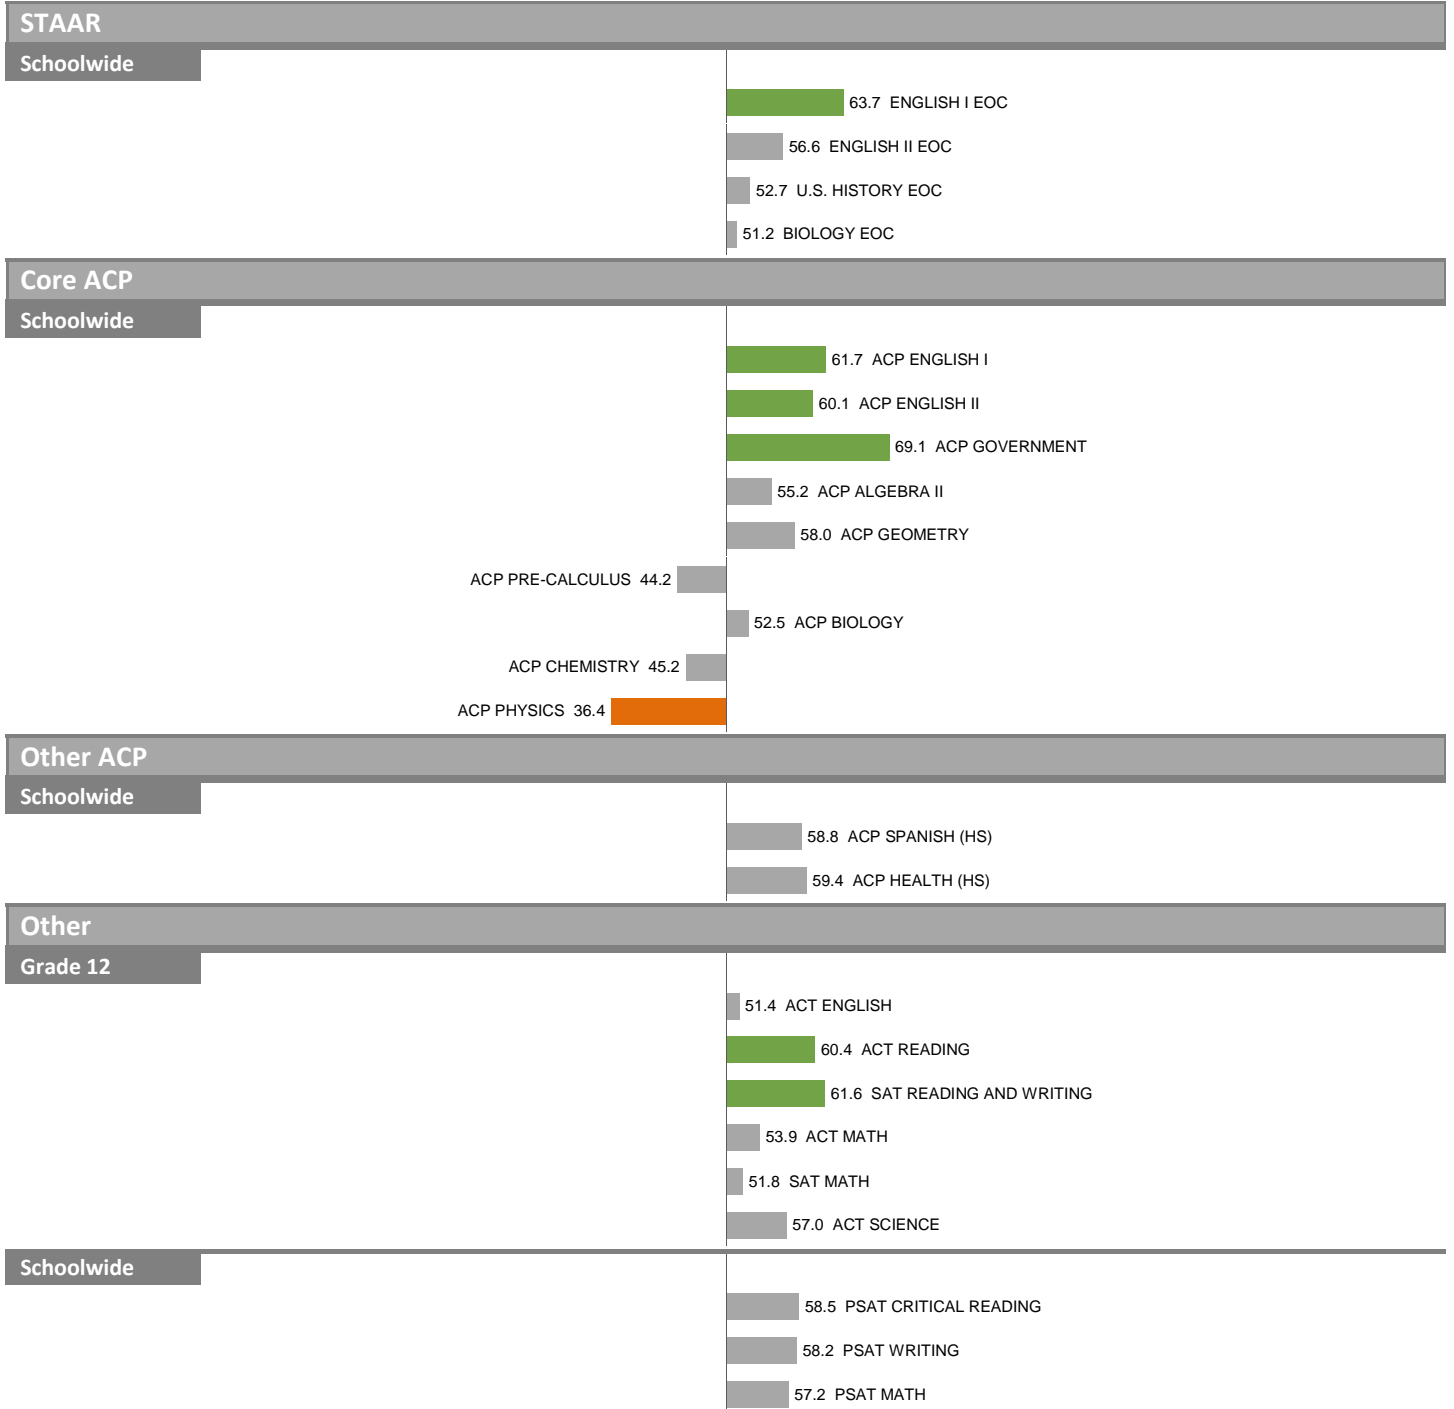 STAAR
Schoolwide
63.7 ENGLISH I EOC
56.6 ENGLISH II EOC
52.7 U.S. HISTORY EOC
51.2 BIOLOGY EOC
Core ACP
Schoolwide
61.7 ACP ENGLISH I
60.1 ACP ENGLISH II
69.1 ACP GOVERNMENT
55.2 ACP ALGEBRA II
58.0 ACP GEOMETRY
ACP PRE-CALCULUS 44.2
52.5 ACP BIOLOGY
ACP CHEMISTRY 45.2
ACP PHYSICS 36.4
Other ACP
Schoolwide
58.8 ACP SPANISH (HS)
59.4 ACP HEALTH (HS)
Other
Grade 12
51.4 ACT ENGLISH
60.4 ACT READING
61.6 SAT READING AND WRITING
53.9 ACT MATH
51.8 SAT MATH
57.0 ACT SCIENCE
Schoolwide
58.5 PSAT CRITICAL READING
58.2 PSAT WRITING
57.2 PSAT MATH